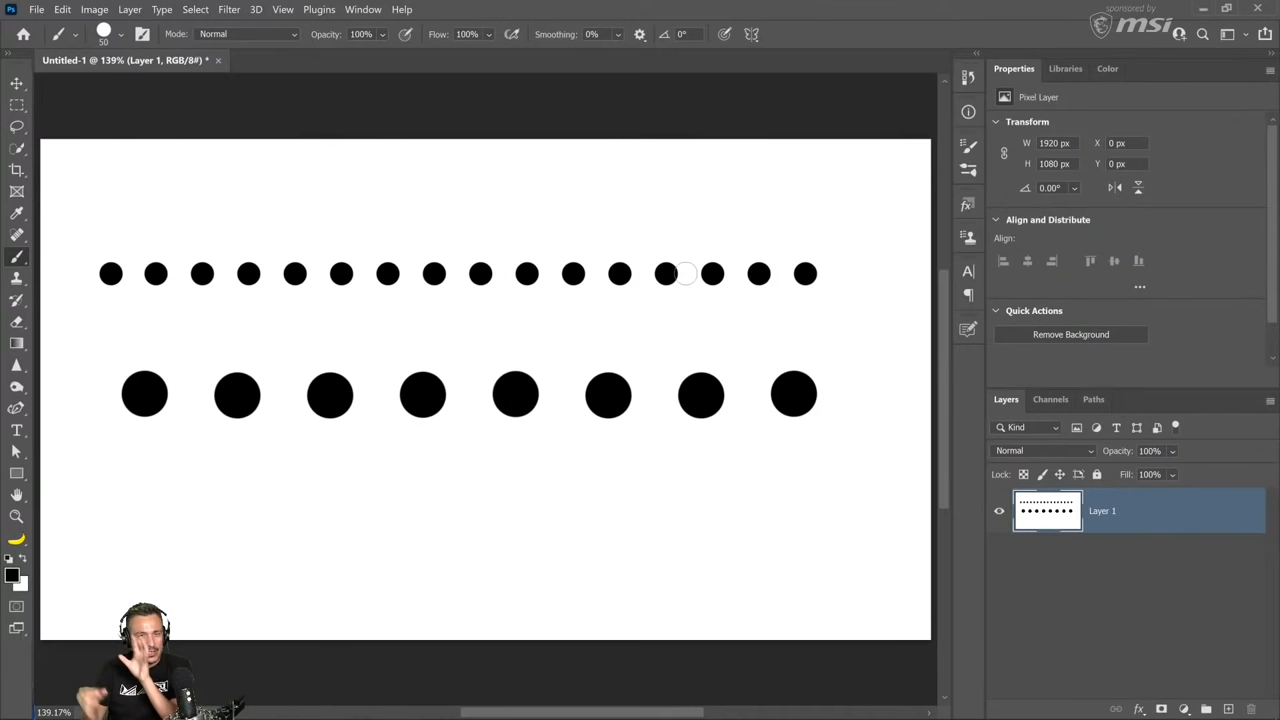 Ps File Edit Image Layer Type Select Filter 3D View Plugins Window Help
sponsored by
msi
50 Mode: Normal Opacity: 100% Flow: 100% Smoothing: 0% 0°
Untitled-1 @ 139% (Layer 1, RGB/8#) * ×
Properties Libraries Color
Pixel Layer
Transform
W 1920 px X 0 px
H 1080 px Y 0 px
0.00°
Align and Distribute
Align:
Quick Actions
Remove Background
Layers Channels Paths
Kind
Normal Opacity: 100%
Lock: Fill: 100%
Layer 1
139.17%